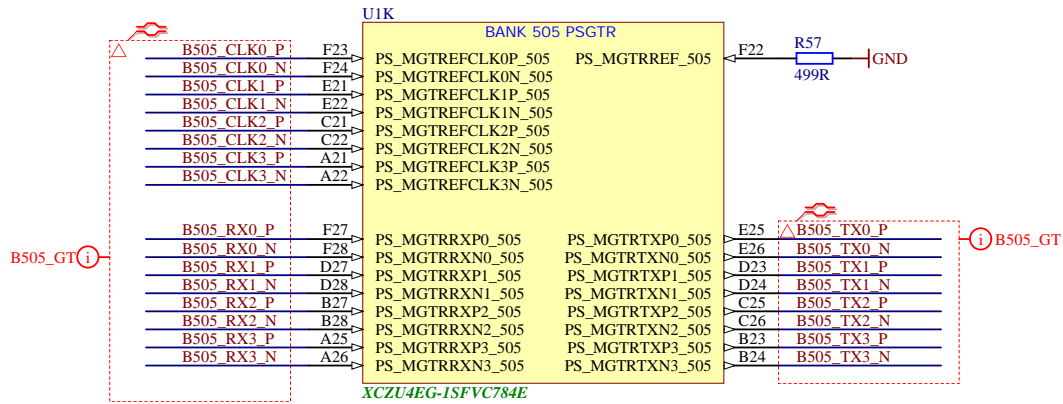 U1K
BANK 505 PSGTR
B505_CLK0_P F23 PS_MGTREFCLK0P_505 PS_MGTRREF_505 F22 R57 499R GND
B505_CLK0_N F24 PS_MGTREFCLK0N_505
B505_CLK1_P E21 PS_MGTREFCLK1P_505
B505_CLK1_N E22 PS_MGTREFCLK1N_505
B505_CLK2_P C21 PS_MGTREFCLK2P_505
B505_CLK2_N C22 PS_MGTREFCLK2N_505
B505_CLK3_P A21 PS_MGTREFCLK3P_505
B505_CLK3_N A22 PS_MGTREFCLK3N_505
B505_RX0_P F27 PS_MGTRRXP0_505 PS_MGTRTXP0_505 E25 B505_TX0_P
B505_RX0_N F28 PS_MGTRRXN0_505 PS_MGTRTXN0_505 E26 B505_TX0_N
B505_GT i B505_RX1_P D27 PS_MGTRRXP1_505 PS_MGTRTXP1_505 D23 B505_TX1_P i B505_GT
B505_RX1_N D28 PS_MGTRRXN1_505 PS_MGTRTXN1_505 D24 B505_TX1_N
B505_RX2_P B27 PS_MGTRRXP2_505 PS_MGTRTXP2_505 C25 B505_TX2_P
B505_RX2_N B28 PS_MGTRRXN2_505 PS_MGTRTXN2_505 C26 B505_TX2_N
B505_RX3_P A25 PS_MGTRRXP3_505 PS_MGTRTXP3_505 B23 B505_TX3_P
B505_RX3_N A26 PS_MGTRRXN3_505 PS_MGTRTXN3_505 B24 B505_TX3_N
XCZU4EG-1SFVC784E